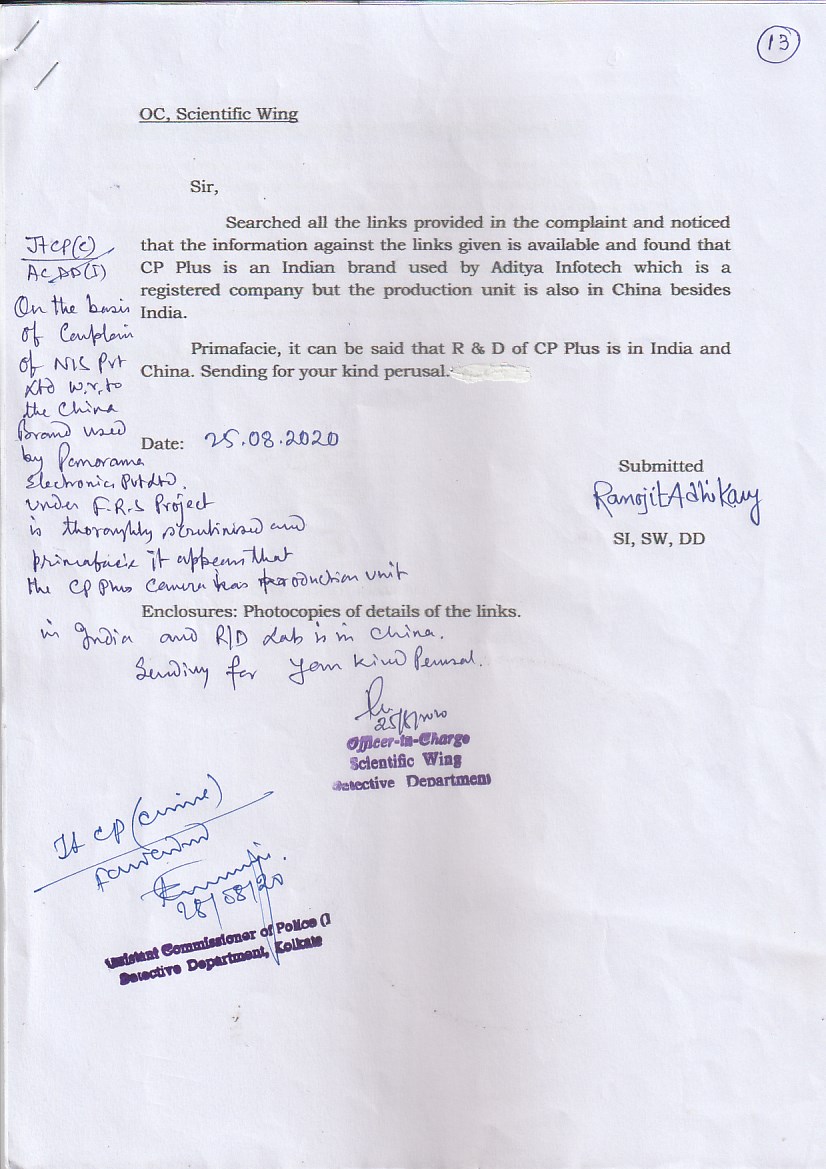 13
OC, Scientific Wing
Sir,
Searched all the links provided in the complaint and noticed
that the information against the links given is available and found that
CP Plus is an Indian brand used by Aditya Infotech which is a
registered company but the production unit is also in China besides
India.
Primafacie, it can be said that R & D of CP Plus is in India and
China. Sending for your kind perusal.
Date: 25.08.2020
Submitted
Ranojit Adhikary
SI, SW, DD
Jt CP(C)
AC DD(I)
On the basis
of Complain
of NIS Pvt
Ltd w.r.to
the China
Brand used
by Panorama
Electronics Pvt Ltd.
under F.R.S Project
is thoroughly scrutinised and
primafacie it appears that
the CP Plus Camera has production unit
Enclosures: Photocopies of details of the links.
in India and R/D Lab is in China.
Sending for Your kind Perusal.
25/8/2020
Officer-in-Charge
Scientific Wing
Detective Department
Jt CP (crime)
Forwarded
28/08/20
Assistant Commissioner of Police (I
Detective Department, Kolkata